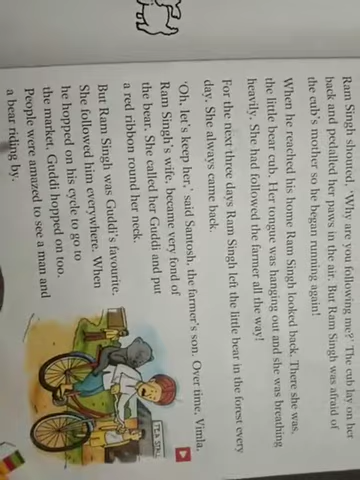 Ram Singh shouted, 'Why are you following me?' The cub lay on her
back and pedalled her paws in the air. But Ram Singh was afraid of
the cub's mother so he began running again!
When he reached his home Ram Singh looked back. There she was,
the little bear cub. Her tongue was hanging out and she was breathing
heavily. She had followed the farmer all the way!
For the next three days Ram Singh left the little bear in the forest every
day. She always came back.
'Oh, let's keep her,' said Santosh, the farmer's son. Over time, Vimla,
Ram Singh's wife, became very fond of
the bear. She called her Guddi and put
a red ribbon round her neck.
But Ram Singh was Guddi's favourite.
She followed him everywhere. When
he hopped on his cycle to go to
the market, Guddi hopped on too.
People were amazed to see a man and
a bear riding by.
TEA STALL